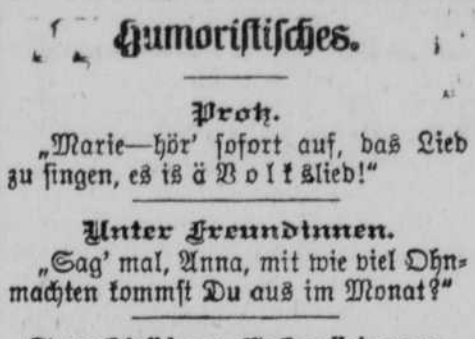 Humoristisches.
Protz.
„Marie—hör' sofort auf, das Lied
zu singen, es is ä V o l k slied!“
Unter Freundinnen.
„Sag' mal, Anna, mit wie viel Ohn-
machten kommst Du aus im Monat?“